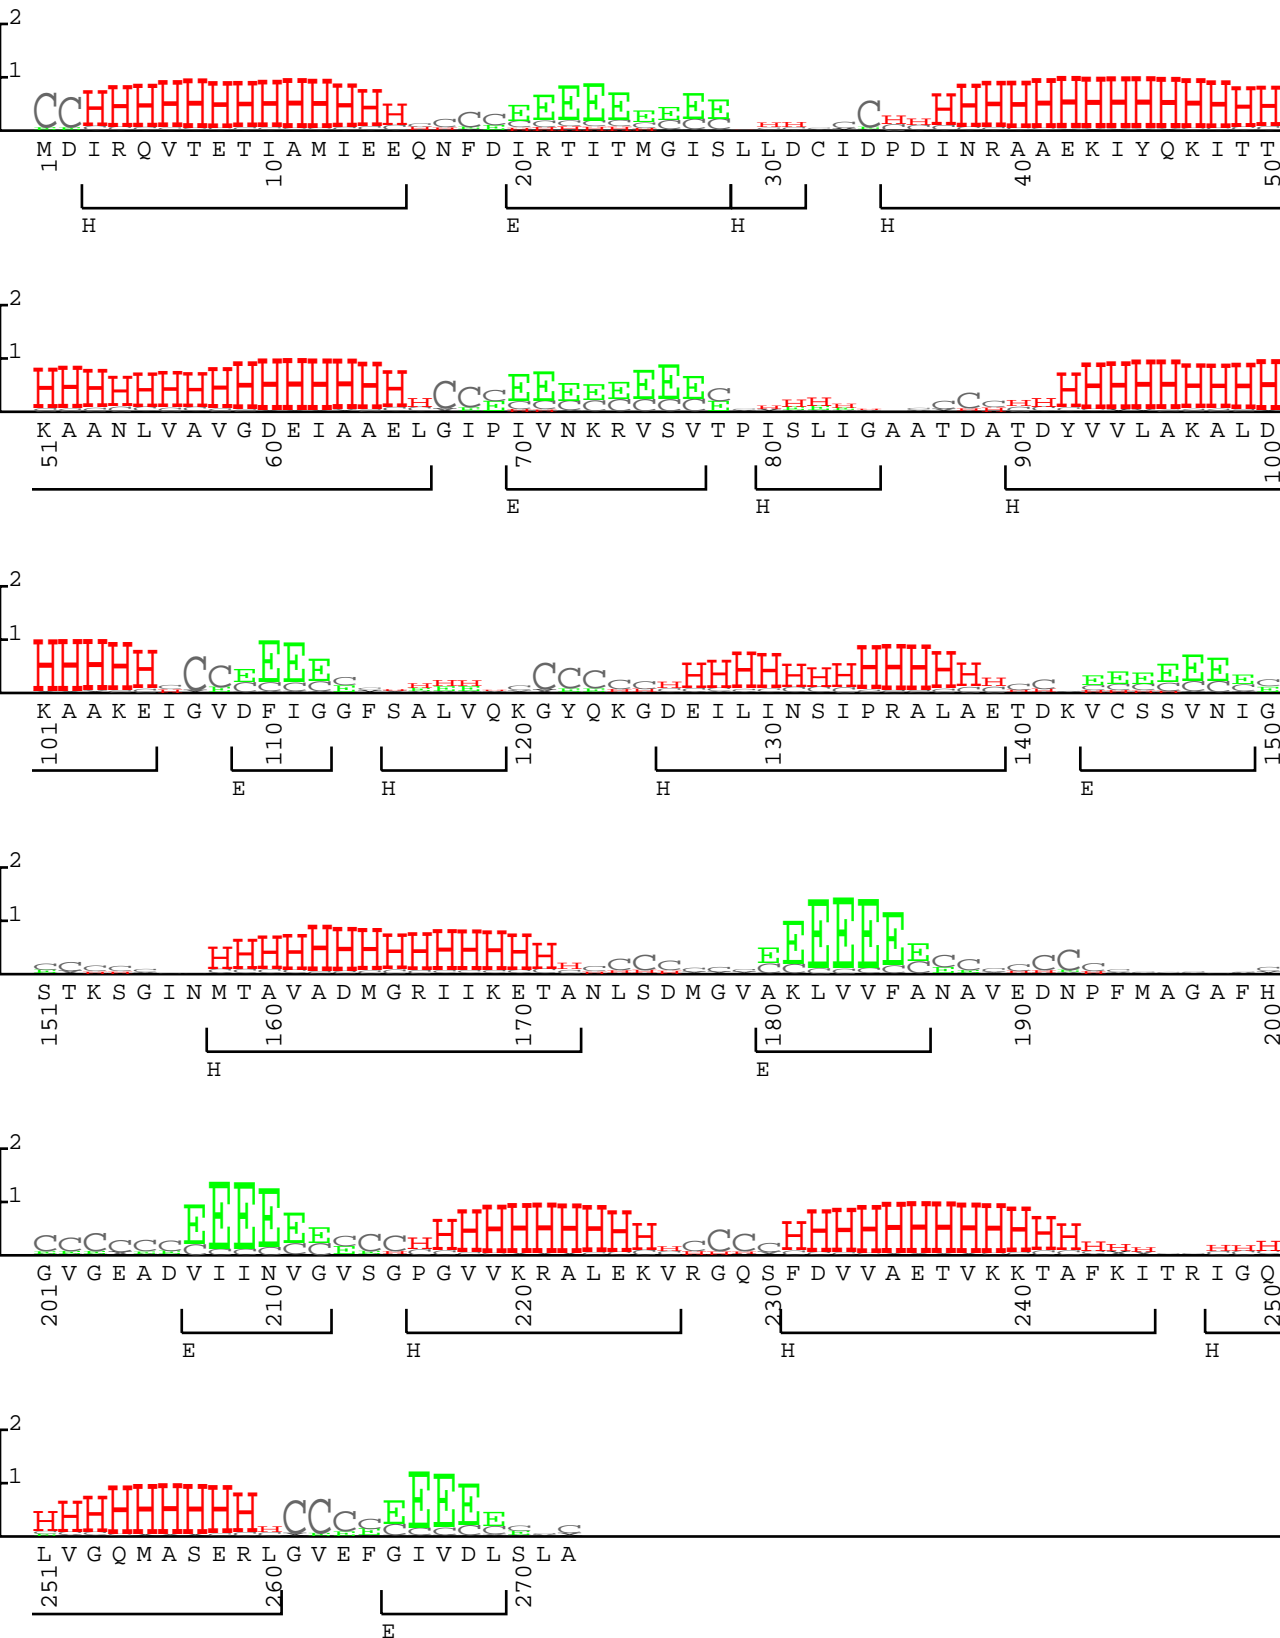 2
1
M D I R Q V T E T I A M I E E Q N F D I R T I T M G I S L L D C I D P D I N R A A E K I Y Q K I T T
1 10 20 30 40 50
H E H H
2
1
K A A N L V A V G D E I A A E L G I P I V N K R V S V T P I S L I G A A T D A T D Y V V L A K A L D
51 60 70 80 90 100
E H H
2
1
K A A K E I G V D F I G G F S A L V Q K G Y Q K G D E I L I N S I P R A L A E T D K V C S S V N I G
101 110 120 130 140 150
E H H E
2
1
S T K S G I N M T A V A D M G R I I K E T A N L S D M G V A K L V V F A N A V E D N P F M A G A F H
151 160 170 180 190 200
H E
2
1
G V G E A D V I I N V G V S G P G V V K R A L E K V R G Q S F D V V A E T V K K T A F K I T R I G Q
201 210 220 230 240 250
E H H H
2
1
L V G Q M A S E R L G V E F G I V D L S L A
251 260 270
E